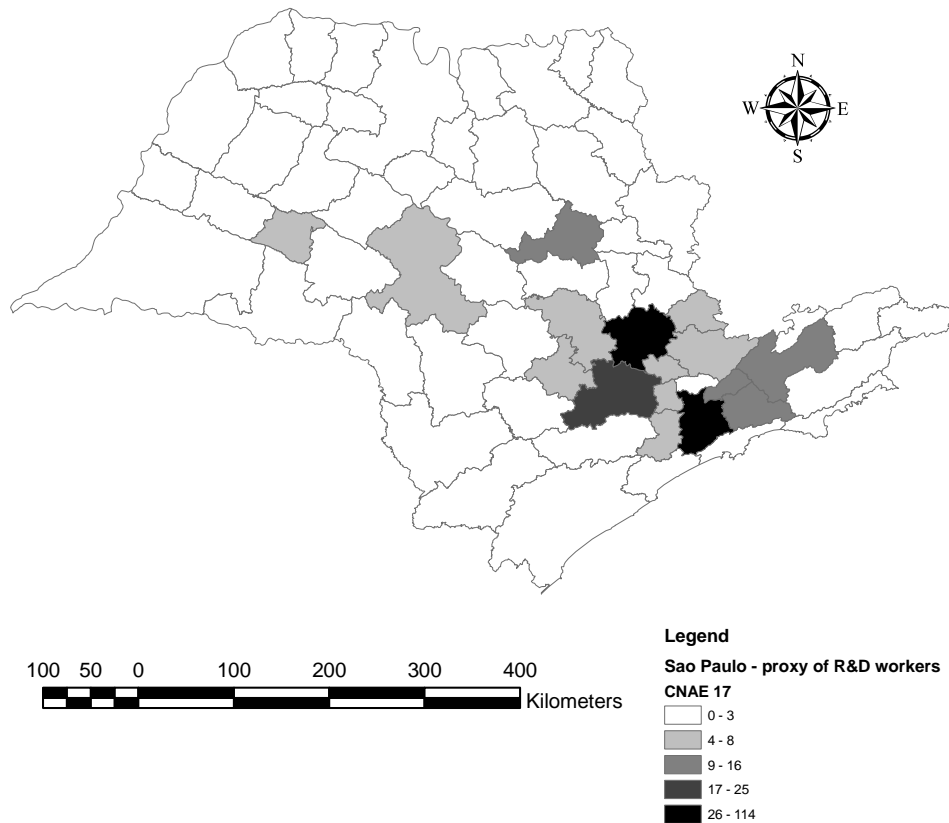 N
W E
S
100 50 0 100 200 300 400
Kilometers
Legend
Sao Paulo - proxy of R&D workers
CNAE 17
0 - 3
4 - 8
9 - 16
17 - 25
26 - 114